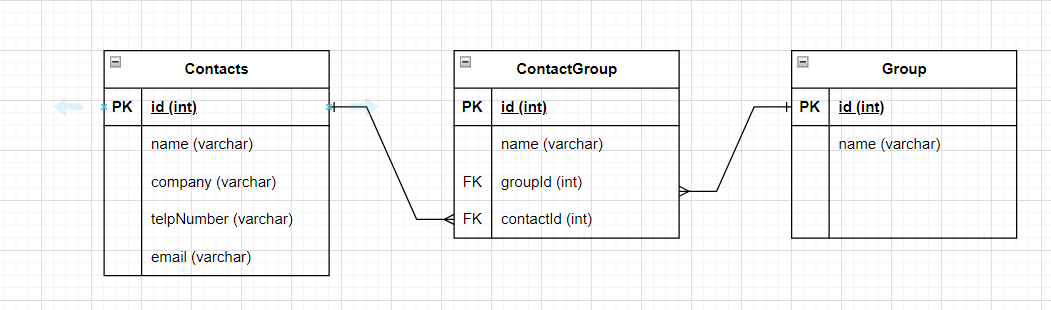 Contacts
PK id (int)
name (varchar)
company (varchar)
telpNumber (varchar)
email (varchar)
ContactGroup
PK id (int)
name (varchar)
FK groupId (int)
FK contactId (int)
Group
PK id (int)
name (varchar)